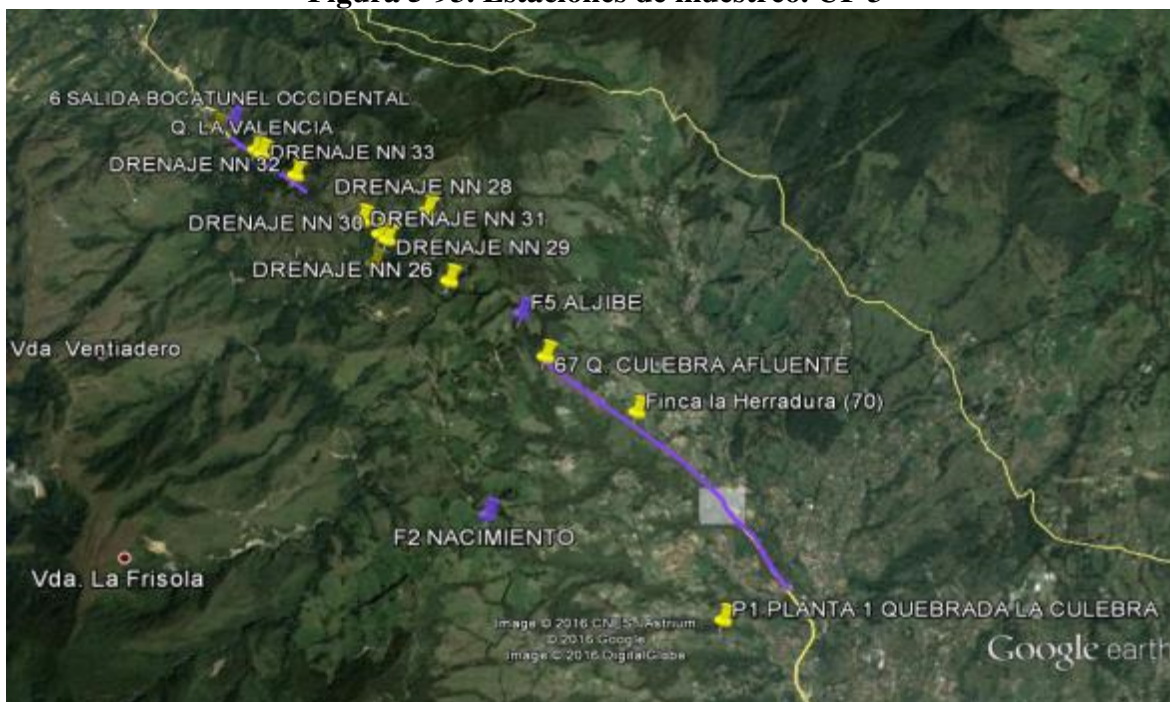 Figura 3-93. Estaciones de muestreo. UF 3
6 SALIDA BOCATUNEL OCCIDENTAL
Q. LA VALENCIA
DRENAJE NN 33
DRENAJE NN 32
DRENAJE NN 28
DRENAJE NN 30
DRENAJE NN 31
DRENAJE NN 29
DRENAJE NN 26
F5 ALJIBE
Vda Ventiadero
67 Q. CULEBRA AFLUENTE
Finca la Herradura (70)
F2 NACIMIENTO
Vda. La Frisola
P1 PLANTA 1 QUEBRADA LA CULEBRA
Image © 2016 CNES / Astrium
© 2016 Google
Image © 2016 DigitalGlobe
Google earth